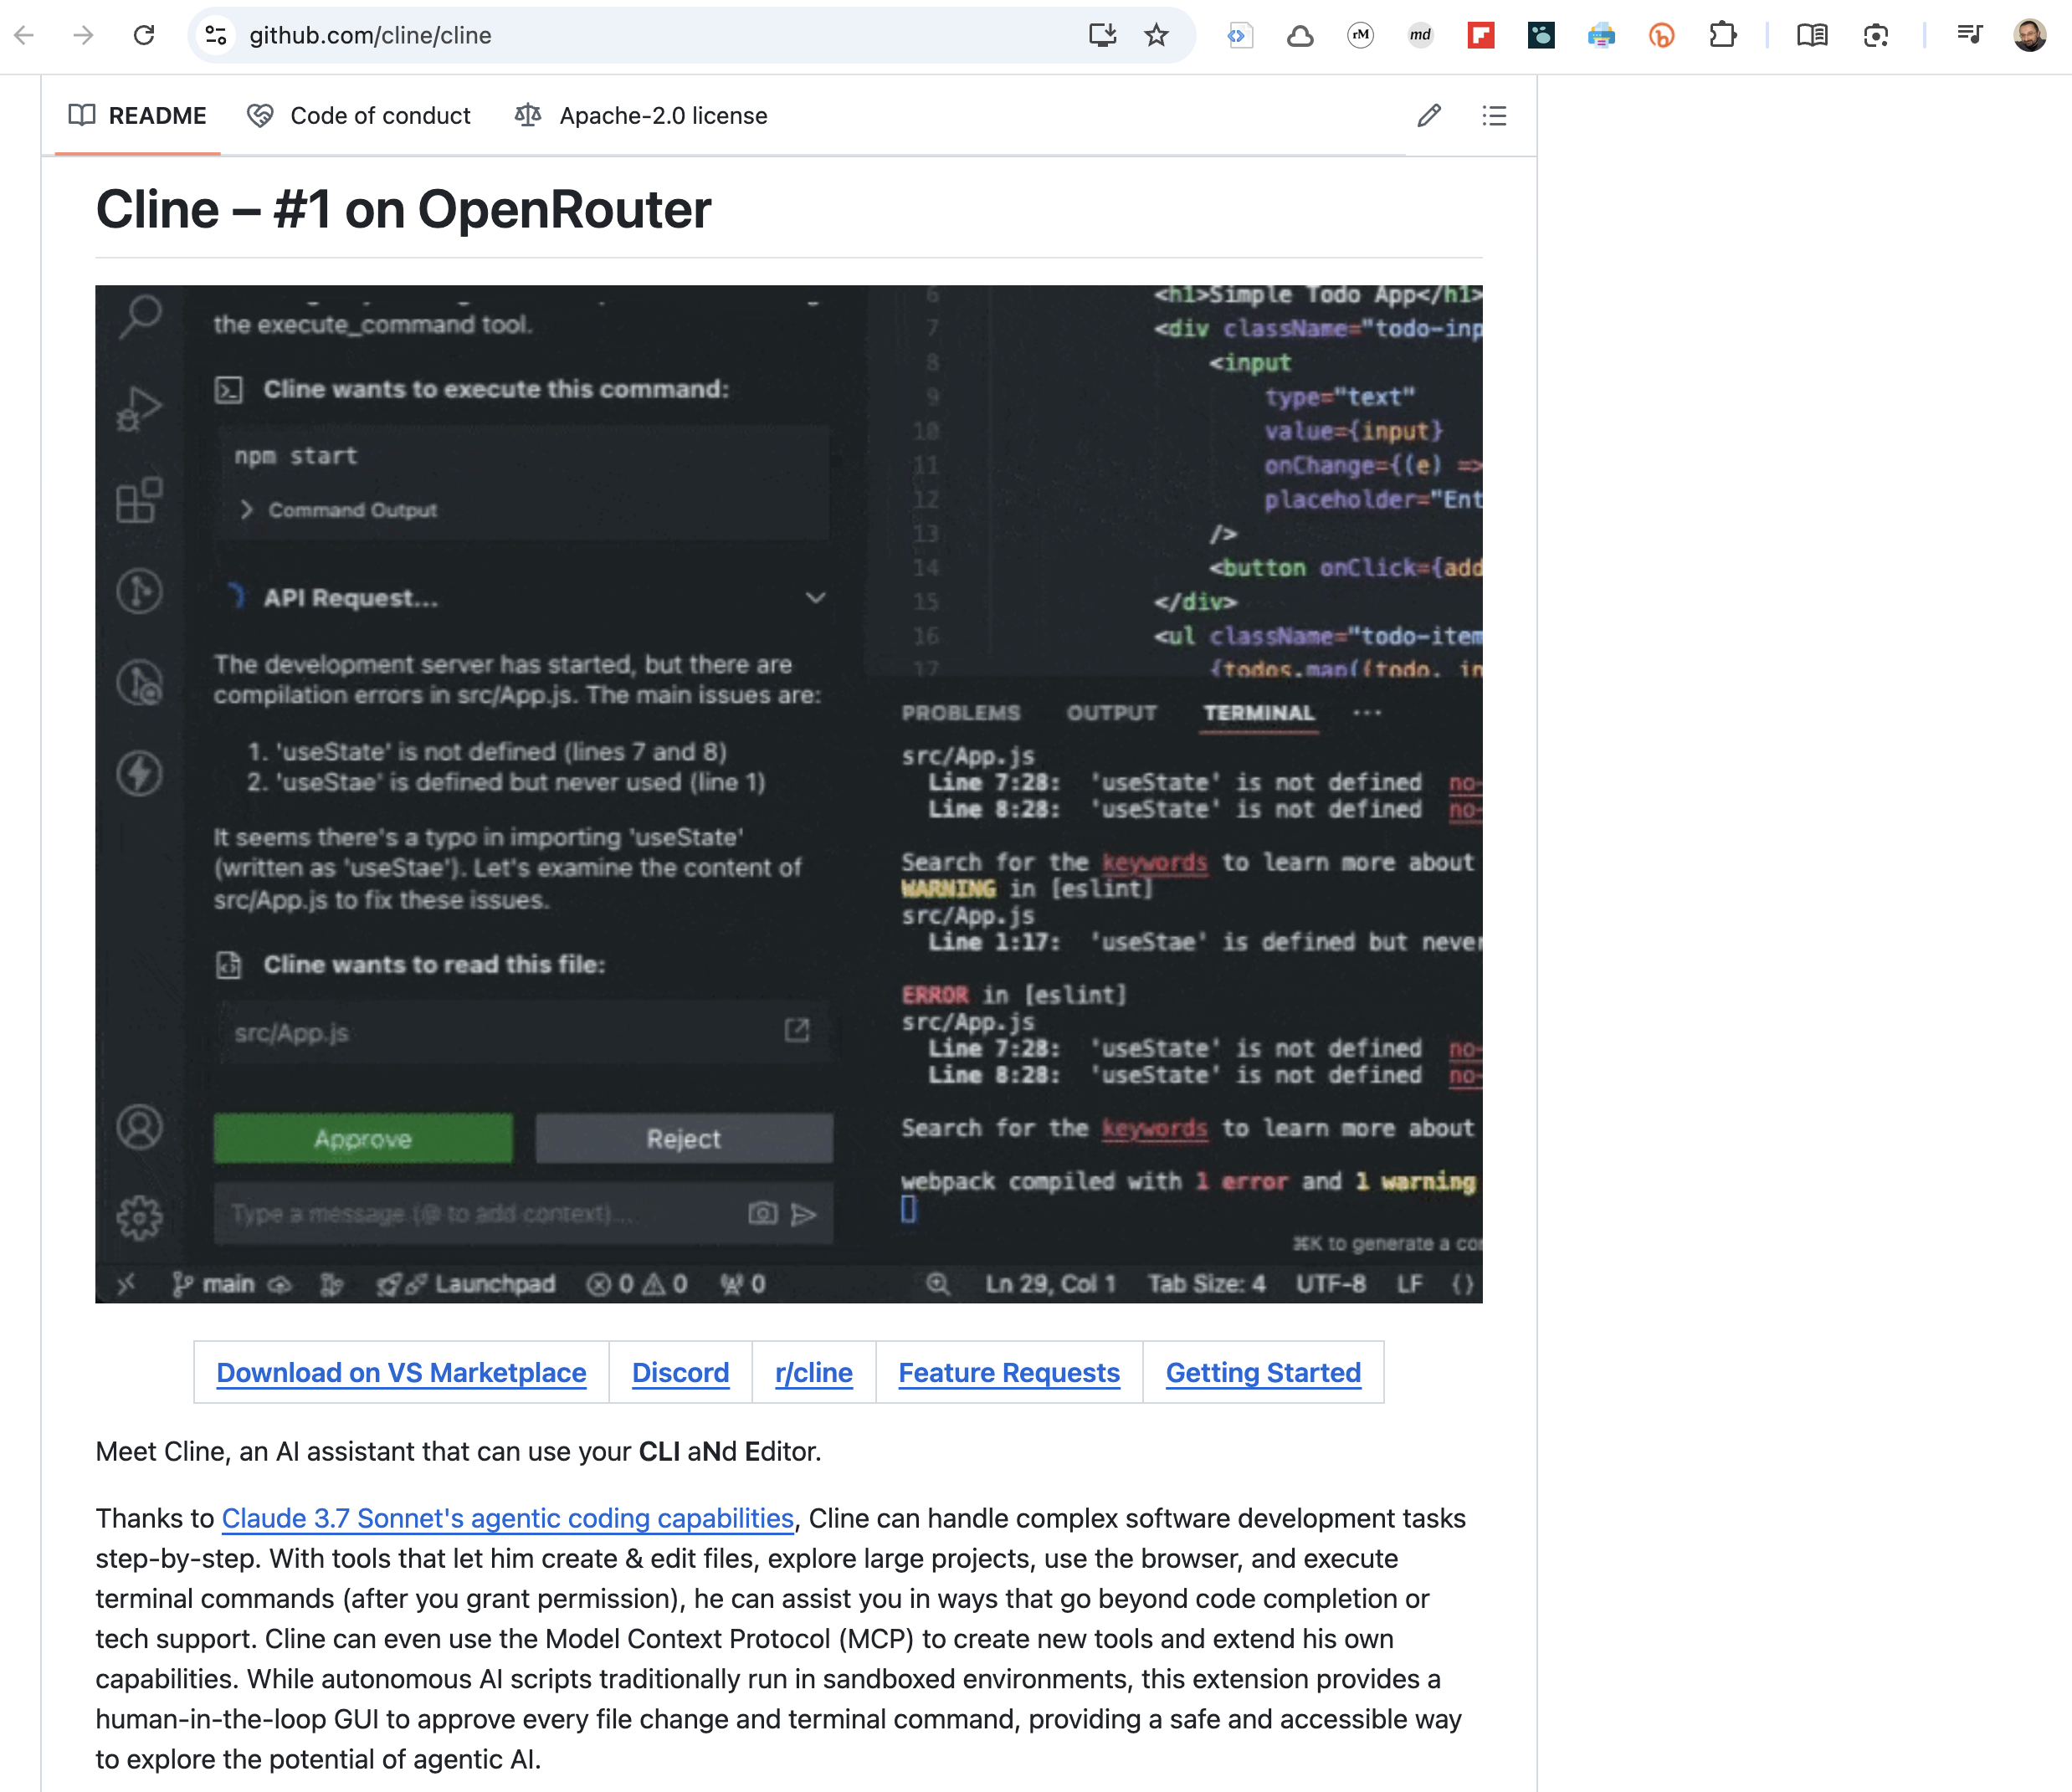 github.com/cline/cline
rM
md
README
Code of conduct
Apache-2.0 license
Cline – #1 on OpenRouter
the execute_command tool.
Cline wants to execute this command:
npm start
Command Output
API Request...
The development server has started, but there are
compilation errors in src/App.js. The main issues are:
1. 'useState' is not defined (lines 7 and 8)
2. 'useStae' is defined but never used (line 1)
It seems there's a typo in importing 'useState'
(written as 'useStae'). Let's examine the content of
src/App.js to fix these issues.
Cline wants to read this file:
src/App.js
Approve
Reject
Type a message (@ to add context)...
6 <h1>Simple Todo App</h1>
7 <div className="todo-inp
8 <input
9 type="text"
10 value={input}
11 onChange={(e) =>
12 placeholder="Ent
13 />
14 <button onClick={add
15 </div>
16 <ul className="todo-item
17 {todos.map((todo, in
PROBLEMS OUTPUT TERMINAL ...
src/App.js
Line 7:28: 'useState' is not defined no-
Line 8:28: 'useState' is not defined no-
Search for the keywords to learn more about
WARNING in [eslint]
src/App.js
Line 1:17: 'useStae' is defined but never
ERROR in [eslint]
src/App.js
Line 7:28: 'useState' is not defined no-
Line 8:28: 'useState' is not defined no-
Search for the keywords to learn more about
webpack compiled with 1 error and 1 warning
⌘K to generate a co
main Launchpad 0 0 0 Ln 29, Col 1 Tab Size: 4 UTF-8 LF {}
Download on VS Marketplace
Discord
r/cline
Feature Requests
Getting Started
Meet Cline, an AI assistant that can use your CLI aNd Editor.
Thanks to Claude 3.7 Sonnet's agentic coding capabilities, Cline can handle complex software development tasks
step-by-step. With tools that let him create & edit files, explore large projects, use the browser, and execute
terminal commands (after you grant permission), he can assist you in ways that go beyond code completion or
tech support. Cline can even use the Model Context Protocol (MCP) to create new tools and extend his own
capabilities. While autonomous AI scripts traditionally run in sandboxed environments, this extension provides a
human-in-the-loop GUI to approve every file change and terminal command, providing a safe and accessible way
to explore the potential of agentic AI.